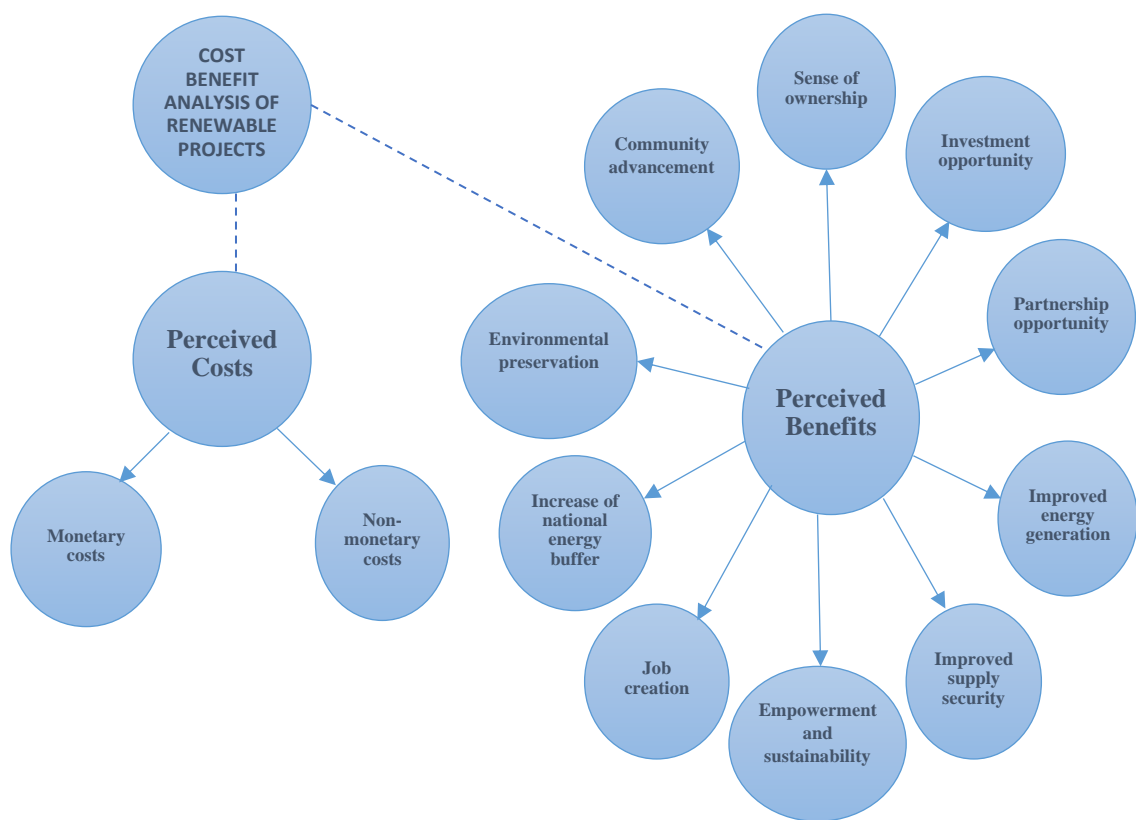 COST
BENEFIT
ANALYSIS OF
RENEWABLE
PROJECTS
Sense of
ownership
Community
advancement
Investment
opportunity
Partnership
opportunity
Perceived
Costs
Environmental
preservation
Perceived
Benefits
Monetary
costs
Non-
monetary
costs
Increase of
national
energy
buffer
Improved
energy
generation
Job
creation
Improved
supply
security
Empowerment
and
sustainability